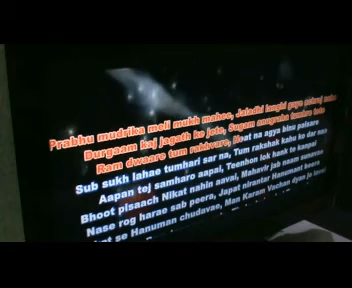 Prabhu mudrika meli mukh mahee, Jaladhi langhi gaye achraj nahee
Durgaam kaj jagath ke jete, Sugam anugraha tumhre tete
Ram dwaare tum rakhvare, Hoat na agya binu paisare
Sub sukh lahae tumhari sar na, Tum rakshak kahu ko dar naa
Aapan tej samharo aapai, Teenhon lok hank te kanpai
Bhoot pisaach Nikat nahin aavai, Mahavir jab naam sunavae
Nase rog harae sab peera, Japat nirantar Hanumant beera
se Hanuman chudavae, Man Karam Vachan dyan jo lavai